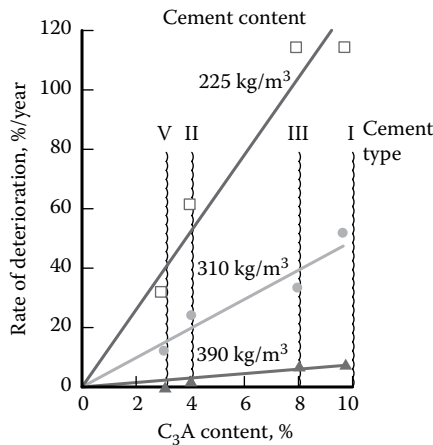 Cement content
120
225 kg/m³
100
V II III I Cement
type
80
60
310 kg/m³
40
20
390 kg/m³
0
0 2 4 6 8 10
C₃A content, %
Rate of deterioration, %/year